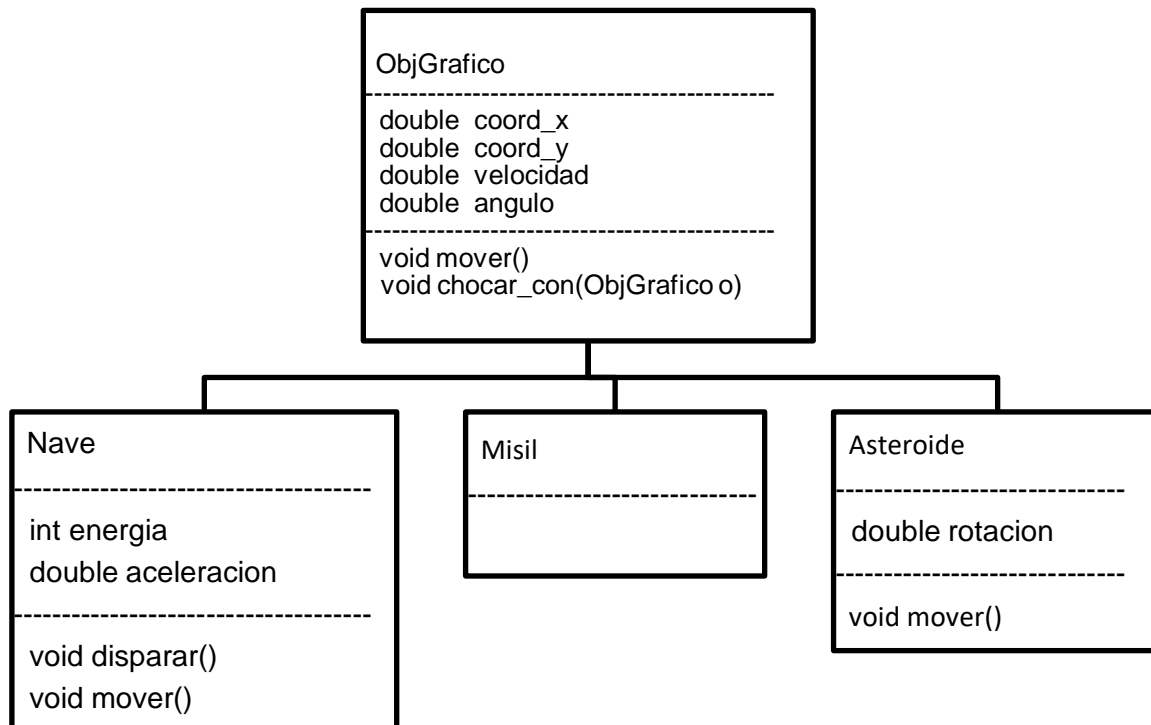 ObjGrafico
double coord_x
double coord_y
double velocidad
double angulo
void mover()
void chocar_con(ObjGrafico o)
Nave
int energia
double aceleracion
void disparar()
void mover()
Misil
Asteroide
double rotacion
void mover()